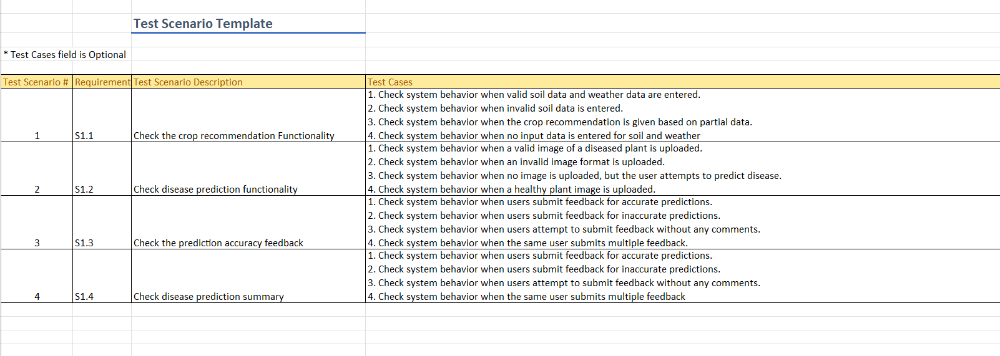 Test Scenario Template
* Test Cases field is Optional
Test Scenario # Requirement Test Scenario Description Test Cases
1. Check system behavior when valid soil data and weather data are entered.
2. Check system behavior when invalid soil data is entered.
3. Check system behavior when the crop recommendation is given based on partial data.
1 S1.1 Check the crop recommendation Functionality 4. Check system behavior when no input data is entered for soil and weather
1. Check system behavior when a valid image of a diseased plant is uploaded.
2. Check system behavior when an invalid image format is uploaded.
3. Check system behavior when no image is uploaded, but the user attempts to predict disease.
2 S1.2 Check disease prediction functionality 4. Check system behavior when a healthy plant image is uploaded.
1. Check system behavior when users submit feedback for accurate predictions.
2. Check system behavior when users submit feedback for inaccurate predictions.
3. Check system behavior when users attempt to submit feedback without any comments.
3 S1.3 Check the prediction accuracy feedback 4. Check system behavior when the same user submits multiple feedback.
1. Check system behavior when users submit feedback for accurate predictions.
2. Check system behavior when users submit feedback for inaccurate predictions.
3. Check system behavior when users attempt to submit feedback without any comments.
4 S1.4 Check disease prediction summary 4. Check system behavior when the same user submits multiple feedback